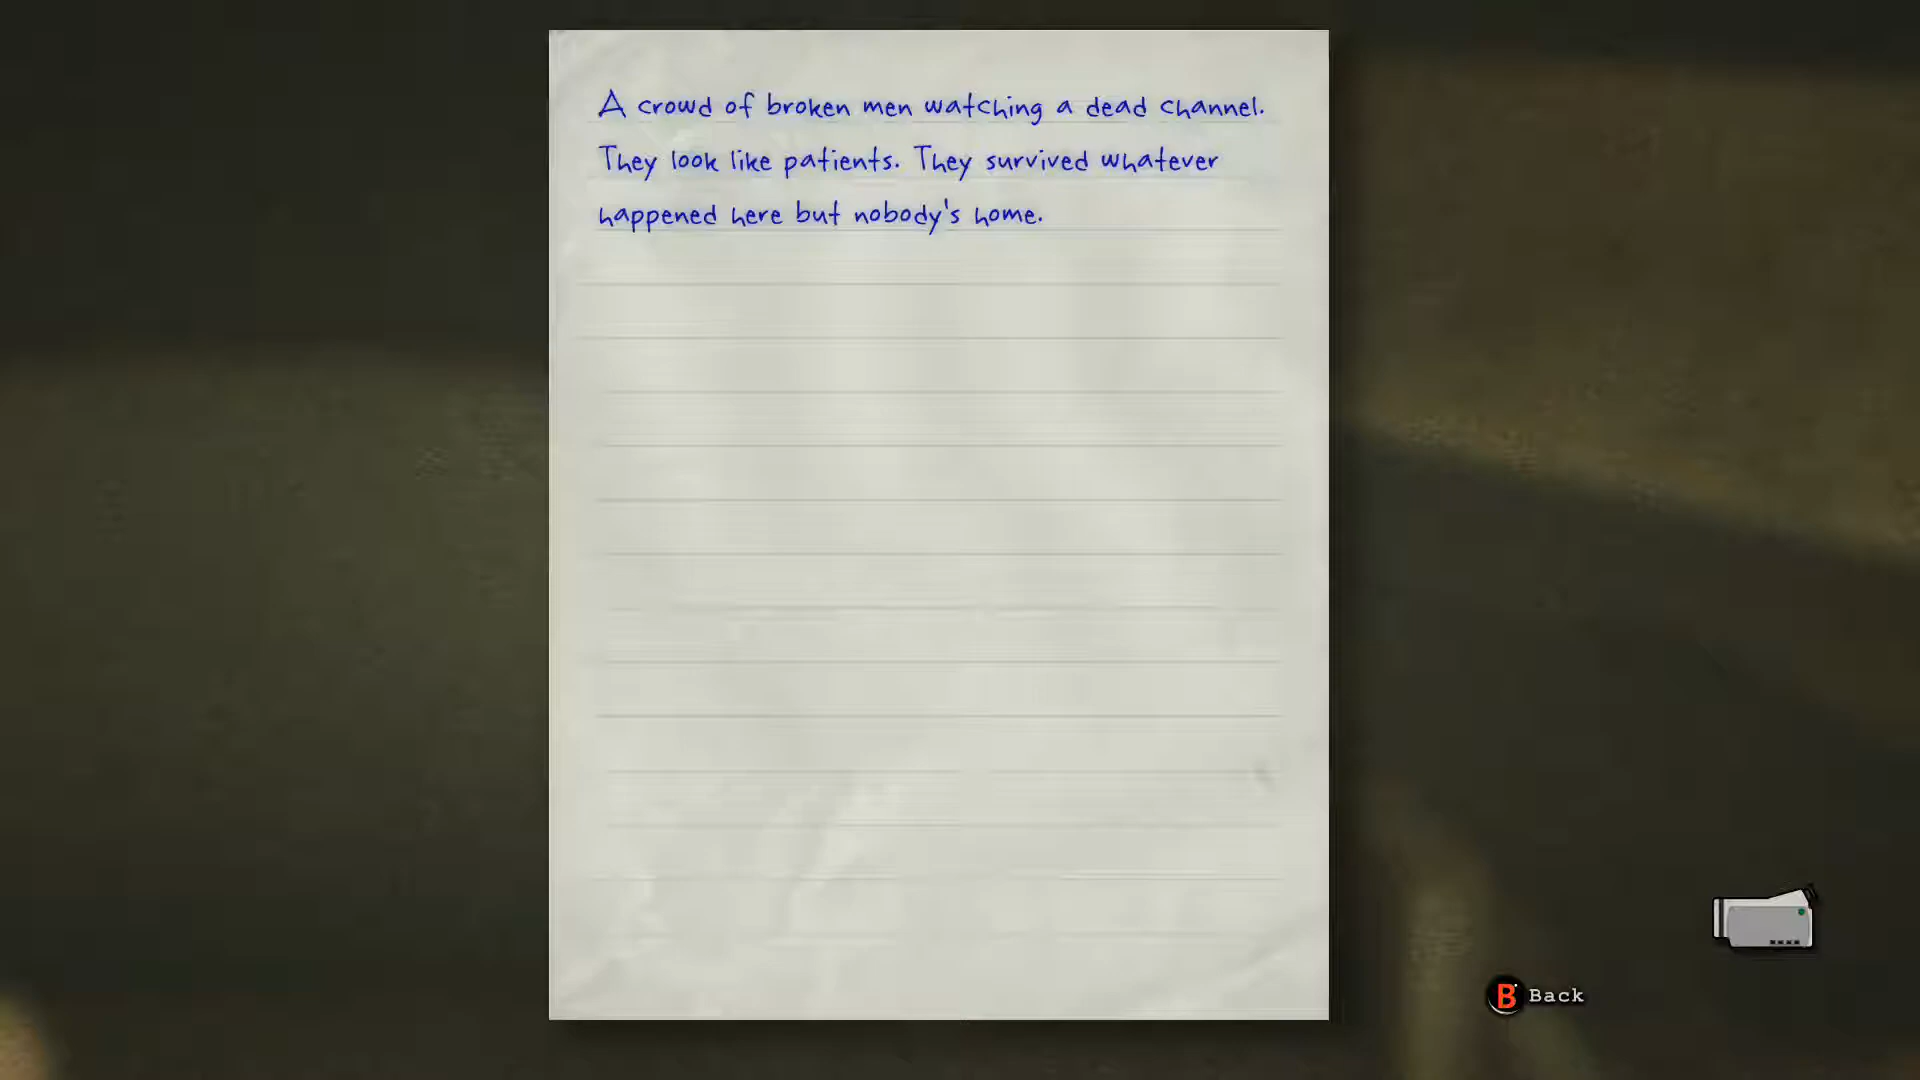 A crowd of broken men watching a dead channel.
They look like patients. They survived whatever
happened here but nobody's home.
B Back